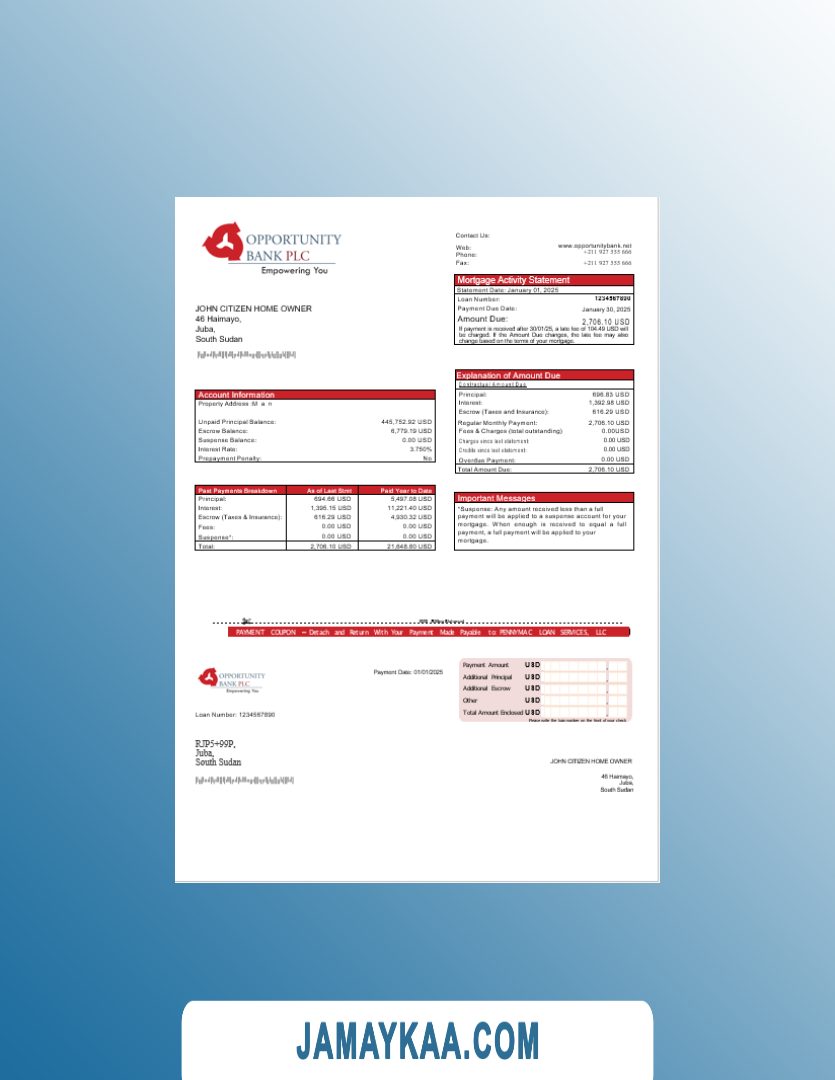 OPPORTUNITY
BANK PLC
Empowering You
Contact Us:
Web: www.opportunitybank.net
Phone: +211 927 555 666
Fax: +211 927 555 666
Mortgage Activity Statement
Statement Date: January 01, 2025
Loan Number: 1234567890
Payment Due Date: January 30, 2025
Amount Due: 2,706.10 USD
If payment is received after 30/01/25, a late fee of 104.49 USD will
be charged. If the Amount Due changes, the late fee may also
change based on the terms of your mortgage.
JOHN CITIZEN HOME OWNER
46 Haimayo,
Juba,
South Sudan
Explanation of Amount Due
Contractual Amount Due
Principal: 696.83 USD
Interest: 1,392.98 USD
Escrow (Taxes and Insurance): 616.29 USD
Regular Monthly Payment: 2,706.10 USD
Fees & Charges (total outstanding) 0.00USD
Charges since last statement: 0.00 USD
Credits since last statement: 0.00 USD
Overdue Payment: 0.00 USD
Total Amount Due: 2,706.10 USD
Account Information
Property Address :M a n
Unpaid Principal Balance: 445,752.92 USD
Escrow Balance: 6,779.19 USD
Suspense Balance: 0.00 USD
Interest Rate: 3.750%
Prepayment Penalty: No
Past Payments Breakdown As of Last Stmt Paid Year to Date
Principal: 694.66 USD 5,497.08 USD
Interest: 1,395.15 USD 11,221.40 USD
Escrow (Taxes & Insurance): 616.29 USD 4,930.32 USD
Fees: 0.00 USD 0.00 USD
Suspense*: 0.00 USD 0.00 USD
Total: 2,706.10 USD 21,648.80 USD
Important Messages
*Suspense: Any amount received less than a full
payment will be applied to a suspense account for your
mortgage. When enough is received to equal a full
payment, a full payment will be applied to your
mortgage.
PAYMENT COUPON – Detach and Return With Your Payment Made Payable to: PENNYMAC LOAN SERVICES, LLC
OPPORTUNITY
BANK PLC
Empowering You
Payment Date: 01/01/2025
Payment Amount USD
Additional Principal USD
Additional Escrow USD
Other USD
Total Amount Enclosed USD
Please write the loan number on the front of your check
Loan Number: 1234567890
RJP5+99P,
Juba,
South Sudan
JOHN CITIZEN HOME OWNER
46 Haimayo,
Juba,
South Sudan
JAMAYKAA.COM